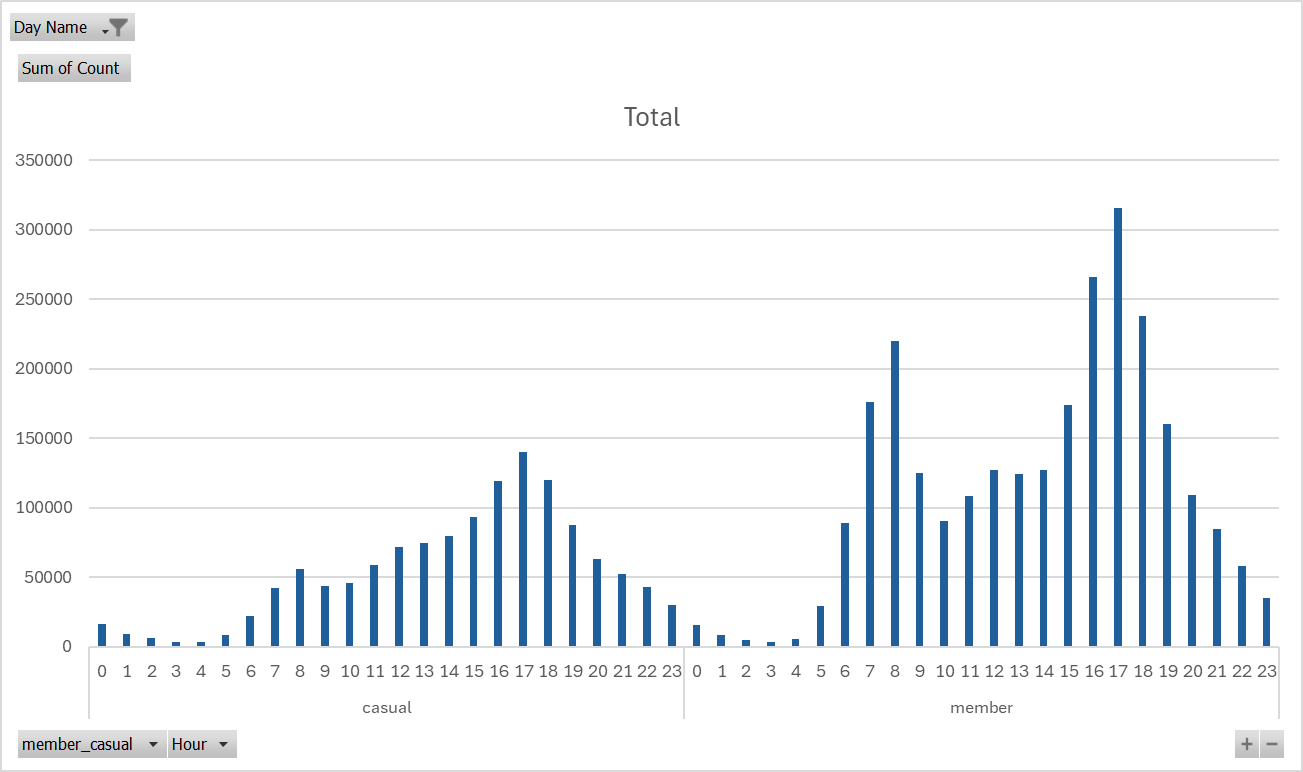 Day Name
Sum of Count
Total
350000
300000
250000
200000
150000
100000
50000
0
0 1 2 3 4 5 6 7 8 9 10 11 12 13 14 15 16 17 18 19 20 21 22 23 0 1 2 3 4 5 6 7 8 9 10 11 12 13 14 15 16 17 18 19 20 21 22 23
casual member
member_casual Hour + −